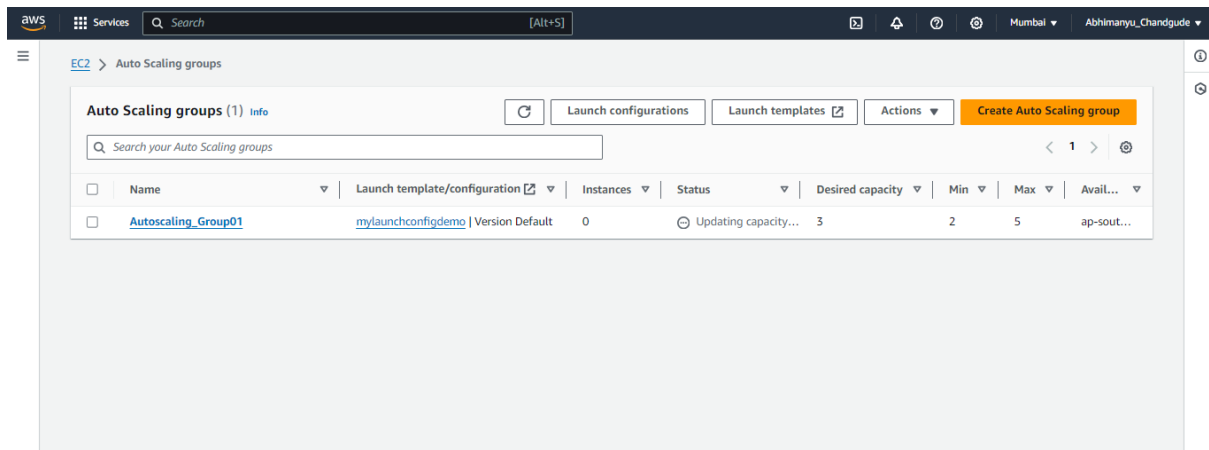 aws Services Search [Alt+S] Mumbai Abhimanyu_Chandgude
EC2 > Auto Scaling groups
Auto Scaling groups (1) Info Launch configurations Launch templates Actions Create Auto Scaling group
Search your Auto Scaling groups < 1 >
Name Launch template/configuration Instances Status Desired capacity Min Max Avail...
Autoscaling_Group01 mylaunchconfigdemo | Version Default 0 Updating capacity... 3 2 5 ap-sout...